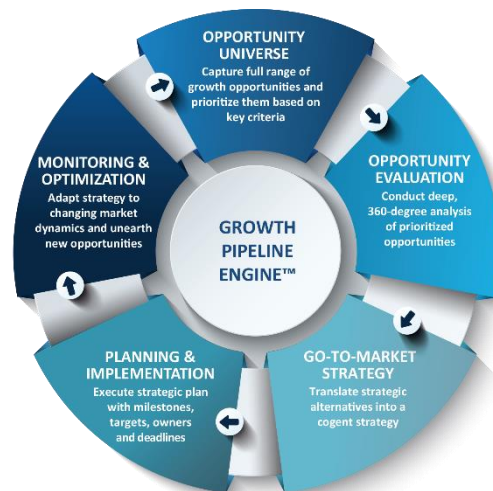 OPPORTUNITY
UNIVERSE
Capture full range of
growth opportunities and
prioritize them based on
key criteria
OPPORTUNITY
EVALUATION
Conduct deep,
360-degree analysis
of prioritized
opportunities
GO-TO-MARKET
STRATEGY
Translate strategic
alternatives into a
cogent strategy
PLANNING &
IMPLEMENTATION
Execute strategic plan
with milestones,
targets, owners
and deadlines
MONITORING &
OPTIMIZATION
Adapt strategy to
changing market
dynamics and unearth
new opportunities
GROWTH
PIPELINE
ENGINE™